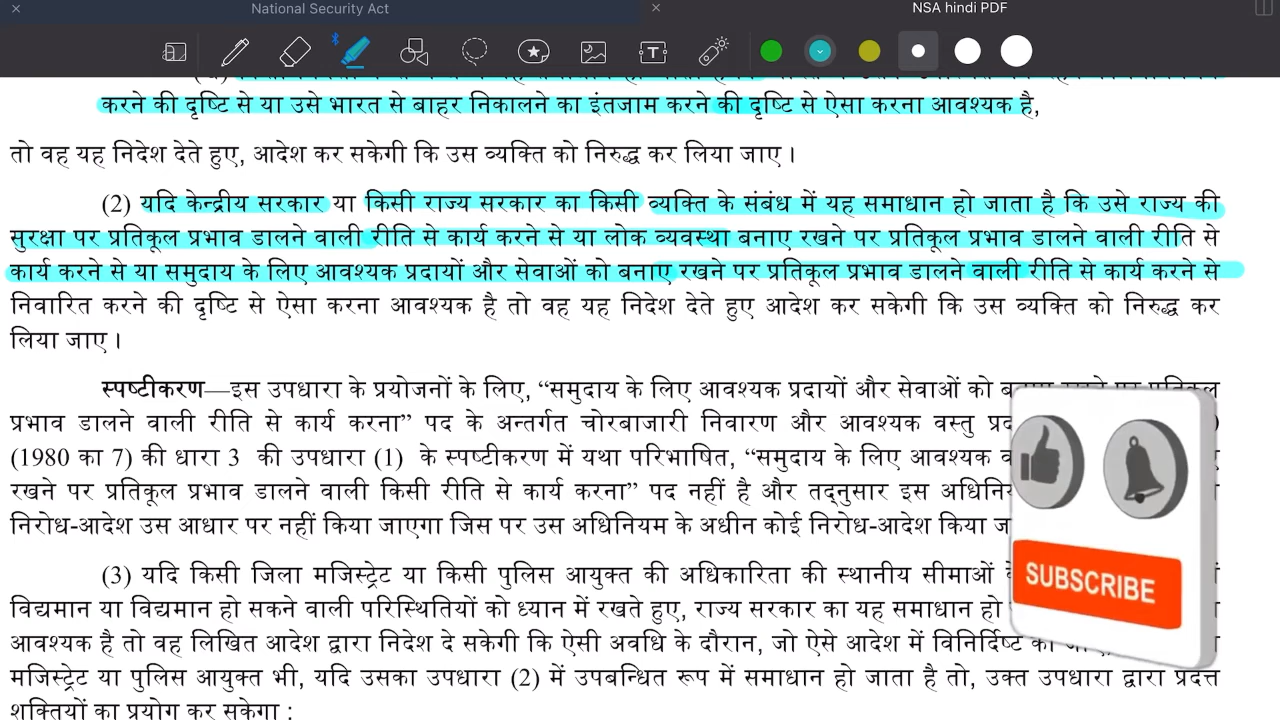 National Security Act
NSA hindi PDF
करने की दृष्टि से या उसे भारत से बाहर निकालने का इंतजाम करने की दृष्टि से ऐसा करना आवश्यक है,
तो वह यह निदेश देते हुए, आदेश कर सकेगी कि उस व्यक्ति को निरुद्ध कर लिया जाए ।
(2) यदि केन्द्रीय सरकार या किसी राज्य सरकार का किसी व्यक्ति के संबंध में यह समाधान हो जाता है कि उसे राज्य की
सुरक्षा पर प्रतिकूल प्रभाव डालने वाली रीति से कार्य करने से या लोक व्यवस्था बनाए रखने पर प्रतिकूल प्रभाव डालने वाली रीति से
कार्य करने से या समुदाय के लिए आवश्यक प्रदायों और सेवाओं को बनाए रखने पर प्रतिकूल प्रभाव डालने वाली रीति से कार्य करने से
निवारित करने की दृष्टि से ऐसा करना आवश्यक है तो वह यह निदेश देते हुए आदेश कर सकेगी कि उस व्यक्ति को निरुद्ध कर
लिया जाए ।
स्पष्टीकरण—इस उपधारा के प्रयोजनों के लिए, “समुदाय के लिए आवश्यक प्रदायों और सेवाओं को
प्रभाव डालने वाली रीति से कार्य करना” पद के अन्तर्गत चोरबाजारी निवारण और आवश्यक वस्तु
(1980 का 7) की धारा 3 की उपधारा (1) के स्पष्टीकरण में यथा परिभाषित, “समुदाय के लिए आवश्यक
रखने पर प्रतिकूल प्रभाव डालने वाली किसी रीति से कार्य करना” पद नहीं है और तद्नुसार इस
निरोध-आदेश उस आधार पर नहीं किया जाएगा जिस पर उस अधिनियम के अधीन कोई निरोध-आदेश किया
(3) यदि किसी जिला मजिस्ट्रेट या किसी पुलिस आयुक्त की अधिकारिता की स्थानीय सीमाओं
विद्यमान या विद्यमान हो सकने वाली परिस्थितियों को ध्यान में रखते हुए, राज्य सरकार का यह समाधान हो
आवश्यक है तो वह लिखित आदेश द्वारा निदेश दे सकेगी कि ऐसी अवधि के दौरान, जो ऐसे आदेश में विनिर्दिष्ट
मजिस्ट्रेट या पुलिस आयुक्त भी, यदि उसका उपधारा (2) में उपबन्धित रूप में समाधान हो जाता है तो, उक्त उपधारा द्वारा प्रदत्त
शक्तियों का प्रयोग कर सकेगा :
SUBSCRIBE